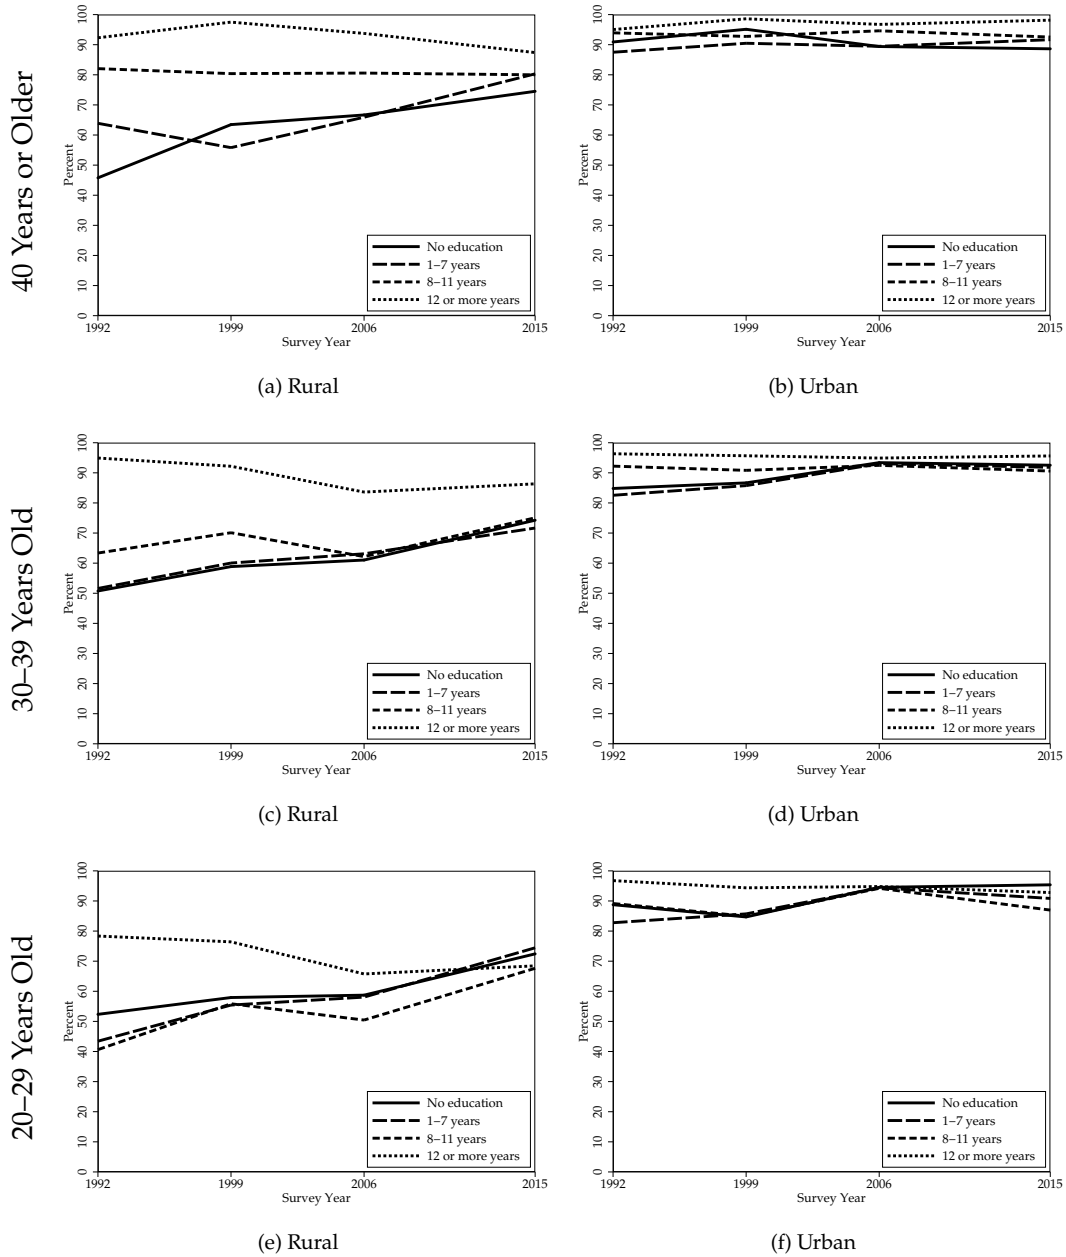 40 Years or Older
Percent
0 10 20 30 40 50 60 70 80 90 100
No education
1–7 years
8–11 years
12 or more years
1992 1999 2006 2015
Survey Year
(a) Rural
Percent
0 10 20 30 40 50 60 70 80 90 100
No education
1–7 years
8–11 years
12 or more years
1992 1999 2006 2015
Survey Year
(b) Urban
30–39 Years Old
Percent
0 10 20 30 40 50 60 70 80 90 100
No education
1–7 years
8–11 years
12 or more years
1992 1999 2006 2015
Survey Year
(c) Rural
Percent
0 10 20 30 40 50 60 70 80 90 100
No education
1–7 years
8–11 years
12 or more years
1992 1999 2006 2015
Survey Year
(d) Urban
20–29 Years Old
Percent
0 10 20 30 40 50 60 70 80 90 100
No education
1–7 years
8–11 years
12 or more years
1992 1999 2006 2015
Survey Year
(e) Rural
Percent
0 10 20 30 40 50 60 70 80 90 100
No education
1–7 years
8–11 years
12 or more years
1992 1999 2006 2015
Survey Year
(f) Urban